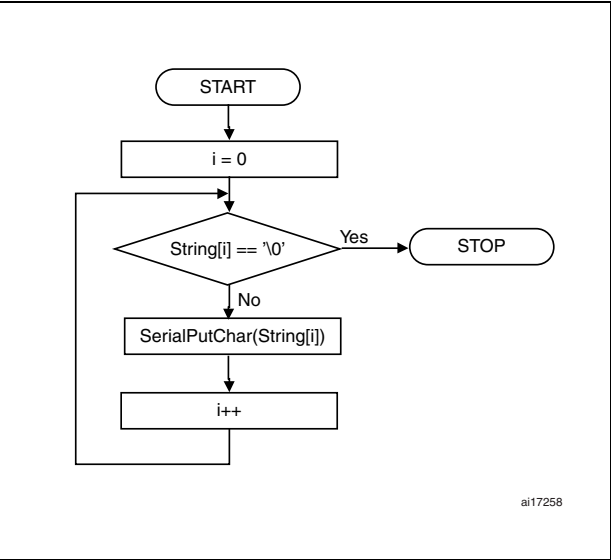 START
i = 0
String[i] == '\0'
Yes
STOP
No
SerialPutChar(String[i])
i++
ai17258